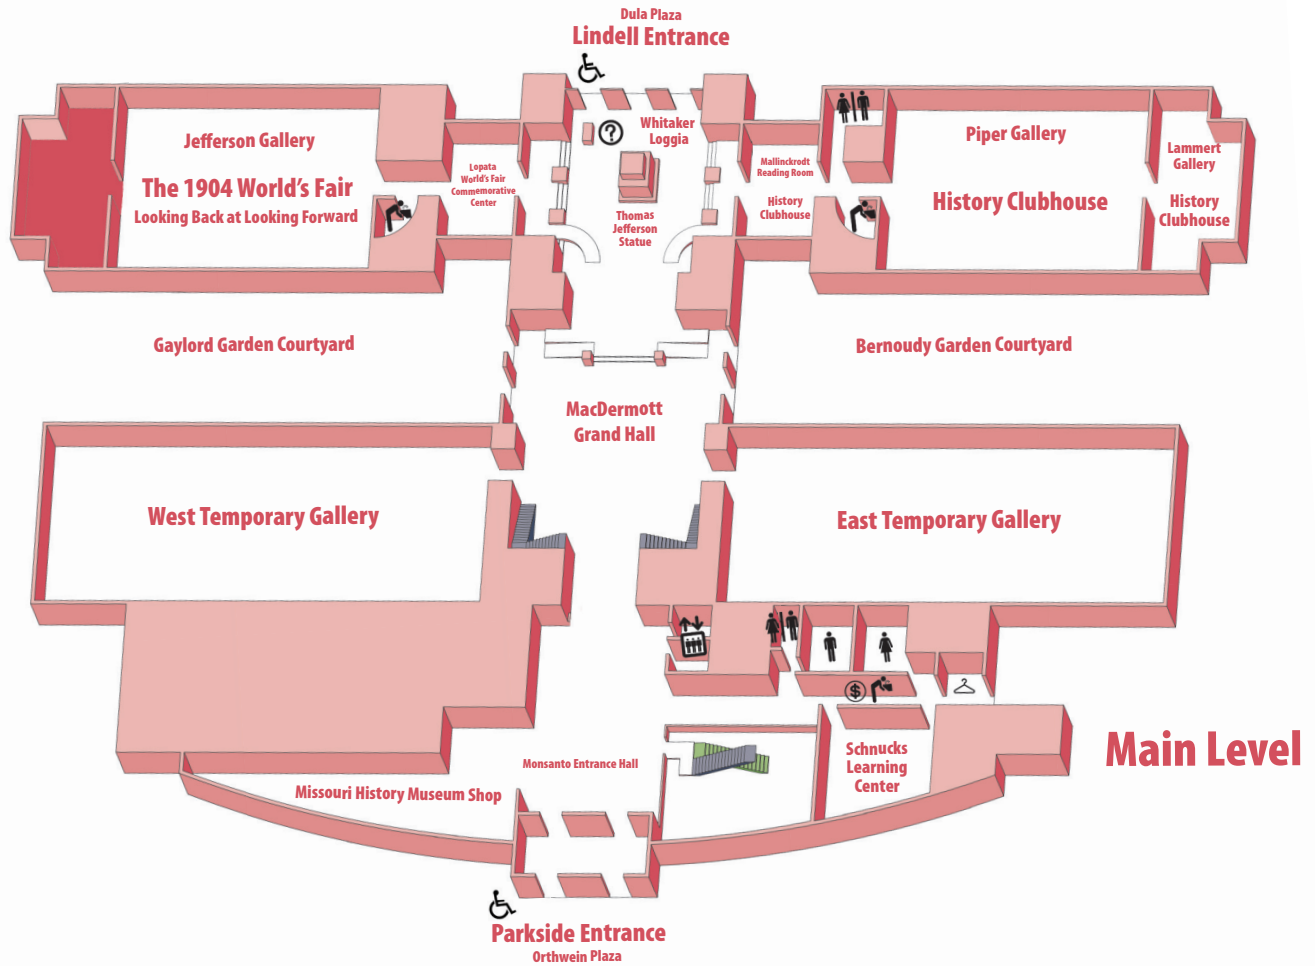 Dula Plaza
Lindell Entrance
?
Whitaker
Loggia
Jefferson Gallery
The 1904 World's Fair
Looking Back at Looking Forward
Lopata
World's Fair
Commemorative
Center
Thomas
Jefferson
Statue
Mallinckrodt
Reading Room
History
Clubhouse
Piper Gallery
History Clubhouse
Lammert
Gallery
History
Clubhouse
Gaylord Garden Courtyard
Bernoudy Garden Courtyard
MacDermott
Grand Hall
West Temporary Gallery
East Temporary Gallery
$
Schnucks
Learning
Center
Main Level
Monsanto Entrance Hall
Missouri History Museum Shop
Parkside Entrance
Orthwein Plaza